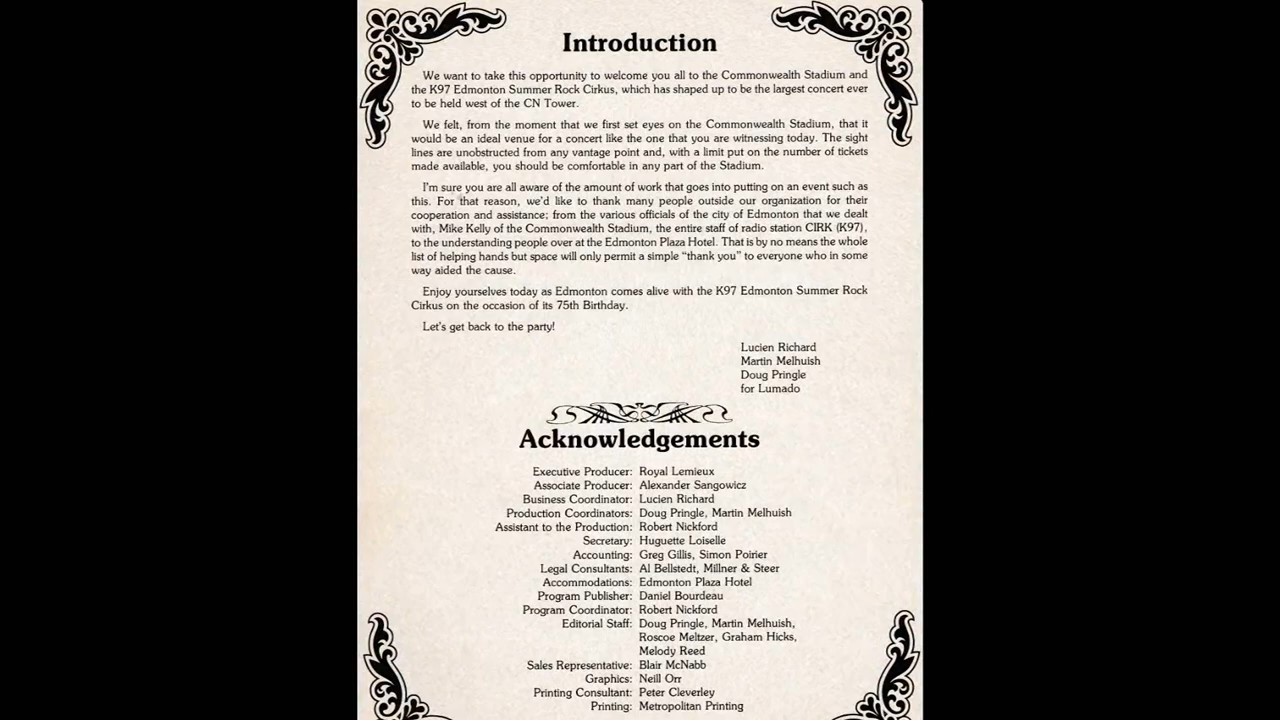 Introduction
We want to take this opportunity to welcome you all to the Commonwealth Stadium and
the K97 Edmonton Summer Rock Cirkus, which has shaped up to be the largest concert ever
to be held west of the CN Tower.
We felt, from the moment that we first set eyes on the Commonwealth Stadium, that it
would be an ideal venue for a concert like the one that you are witnessing today. The sight
lines are unobstructed from any vantage point and, with a limit put on the number of tickets
made available, you should be comfortable in any part of the Stadium.
I'm sure you are all aware of the amount of work that goes into putting on an event such as
this. For that reason, we'd like to thank many people outside our organization for their
cooperation and assistance; from the various officials of the city of Edmonton that we dealt
with, Mike Kelly of the Commonwealth Stadium, the entire staff of radio station CIRK (K97),
to the understanding people over at the Edmonton Plaza Hotel. That is by no means the whole
list of helping hands but space will only permit a simple “thank you” to everyone who in some
way aided the cause.
Enjoy yourselves today as Edmonton comes alive with the K97 Edmonton Summer Rock
Cirkus on the occasion of its 75th Birthday.
Let's get back to the party!
Lucien Richard
Martin Melhuish
Doug Pringle
for Lumado
Acknowledgements
Executive Producer: Royal Lemieux
Associate Producer: Alexander Sangowicz
Business Coordinator: Lucien Richard
Production Coordinators: Doug Pringle, Martin Melhuish
Assistant to the Production: Robert Nickford
Secretary: Huguette Loiselle
Accounting: Greg Gillis, Simon Poirier
Legal Consultants: Al Bellstedt, Millner & Steer
Accommodations: Edmonton Plaza Hotel
Program Publisher: Daniel Bourdeau
Program Coordinator: Robert Nickford
Editorial Staff: Doug Pringle, Martin Melhuish,
Roscoe Meltzer, Graham Hicks,
Melody Reed
Sales Representative: Blair McNabb
Graphics: Neill Orr
Printing Consultant: Peter Cleverley
Printing: Metropolitan Printing